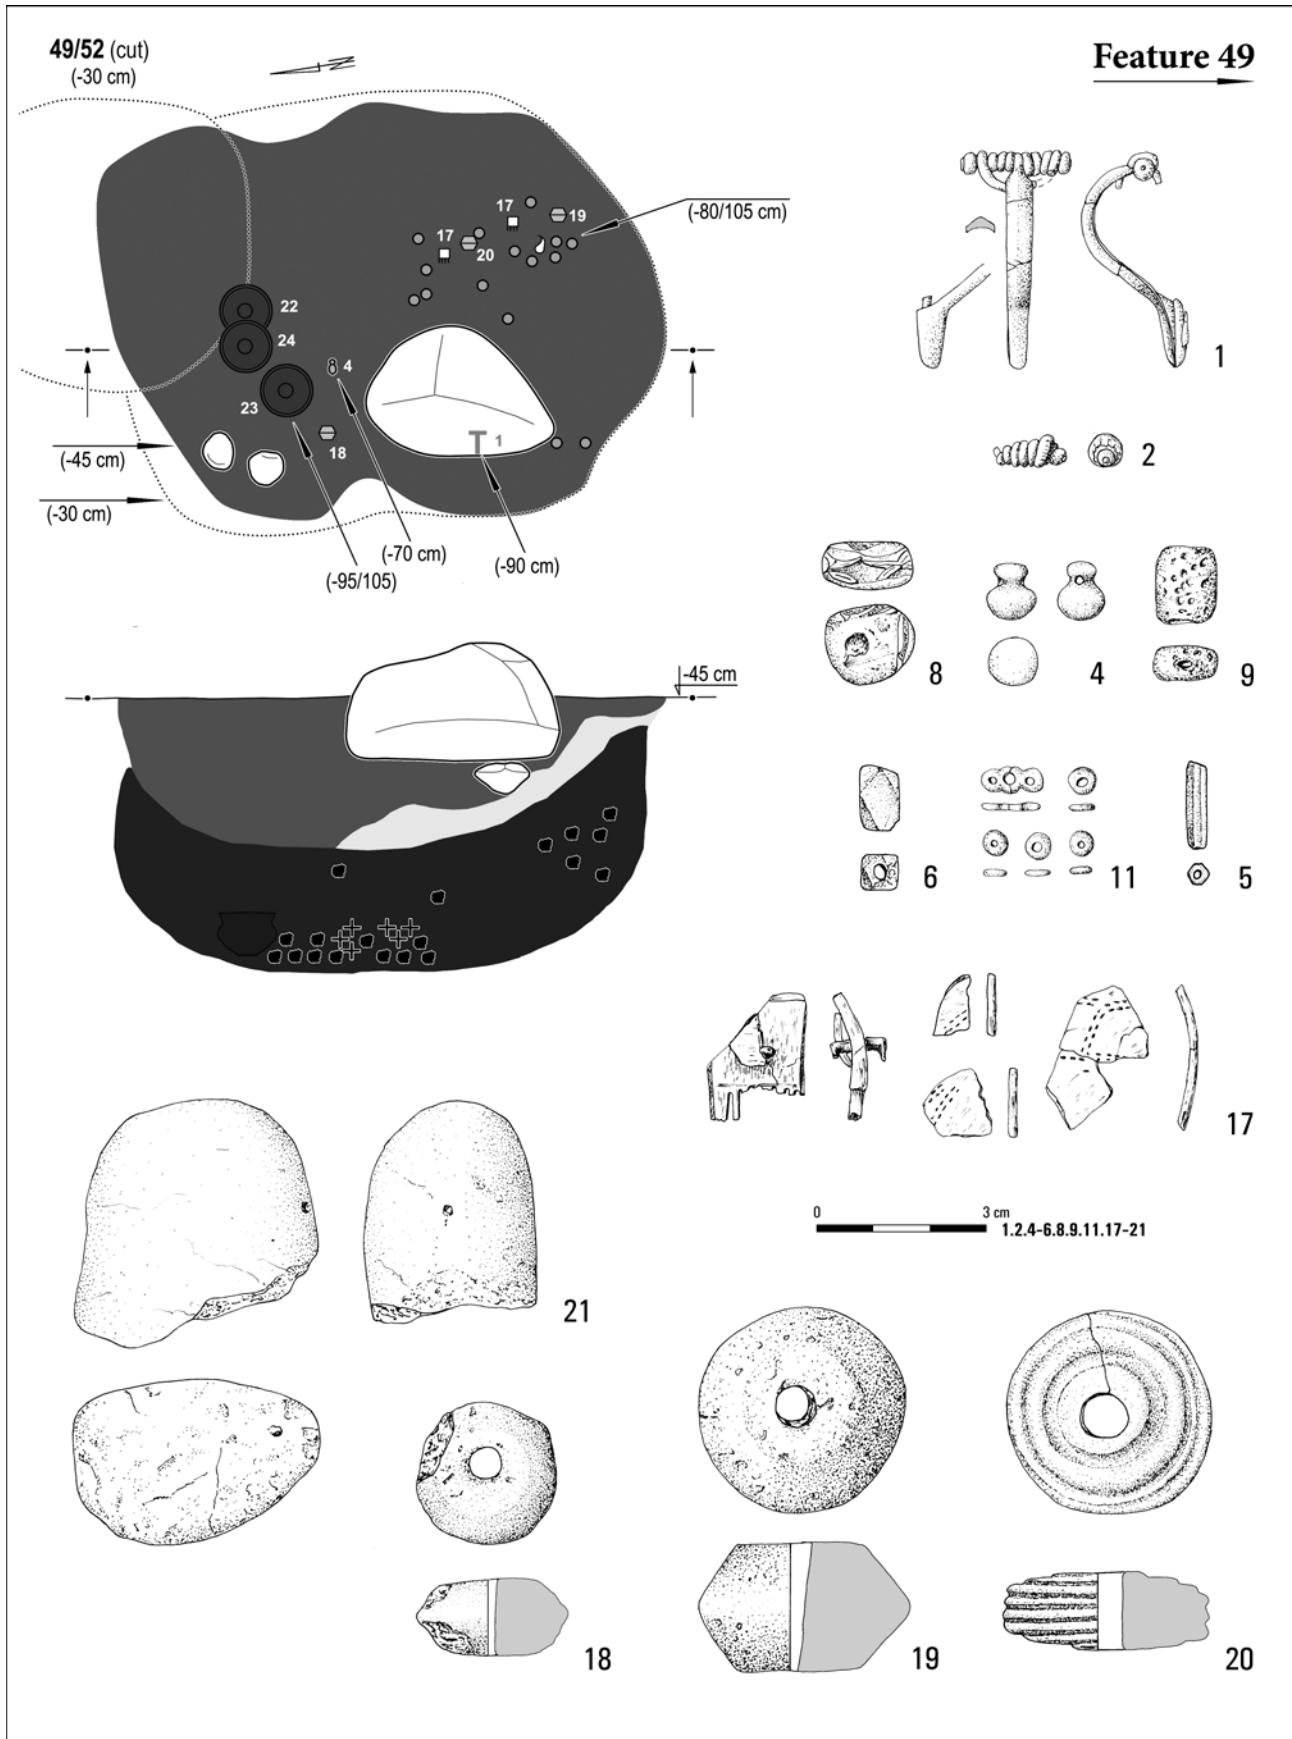 49/52 (cut)
(-30 cm)
N
Feature 49
17
17
19
20
(-80/105 cm)
22
24
23
4
18
1
(-45 cm)
(-30 cm)
(-70 cm)
(-95/105)
(-90 cm)
-45 cm
1
2
8
4
9
6
11
5
17
0
3 cm
1.2.4-6.8.9.11.17-21
21
18
19
20